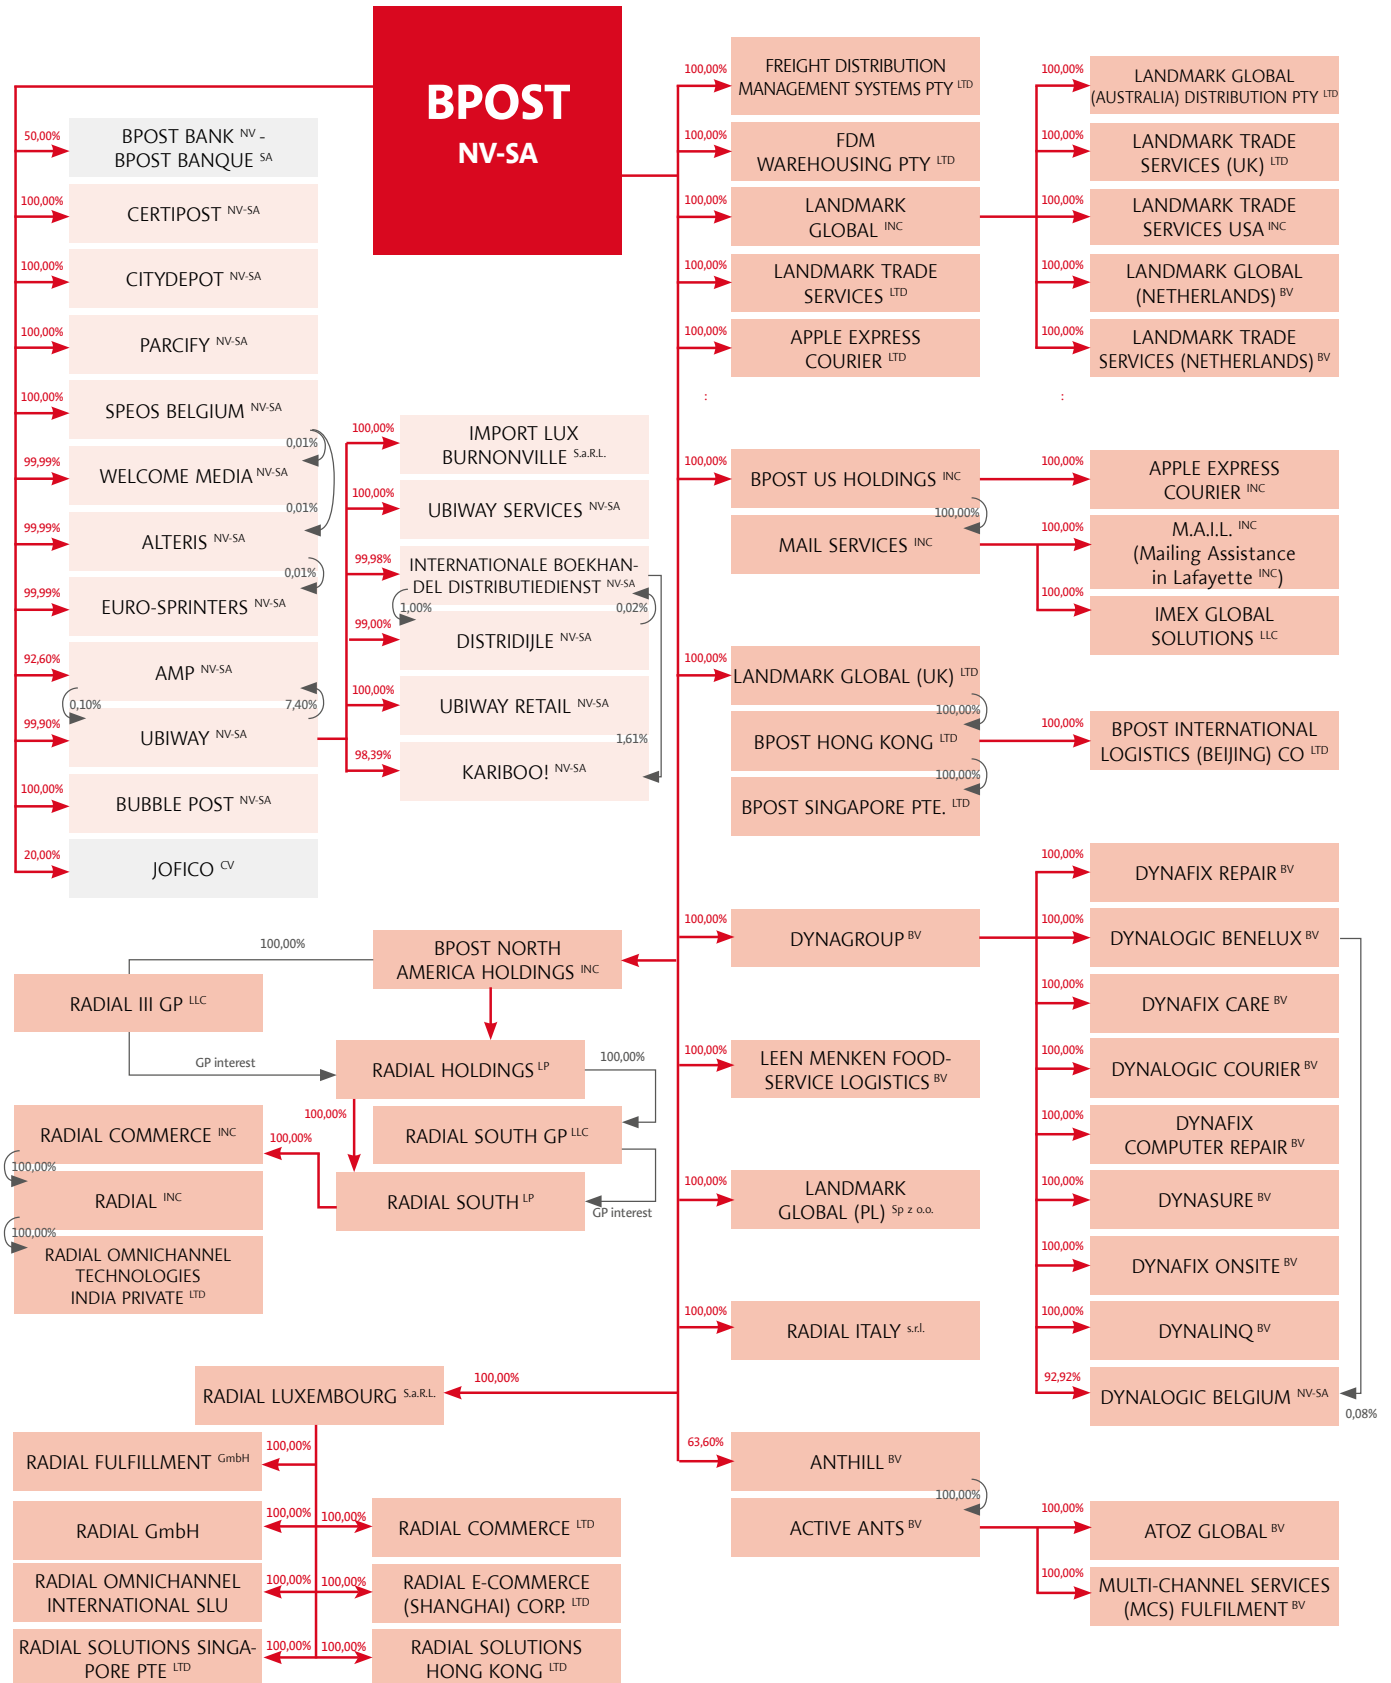 BPOST
NV-SA
50,00%
BPOST BANK NV -
BPOST BANQUE SA
100,00%
CERTIPOST NV-SA
100,00%
CITYDEPOT NV-SA
100,00%
PARCIFY NV-SA
100,00%
SPEOS BELGIUM NV-SA
0,01%
99,99%
WELCOME MEDIA NV-SA
0,01%
99,99%
ALTERIS NV-SA
0,01%
99,99%
EURO-SPRINTERS NV-SA
92,60%
AMP NV-SA
0,10%
7,40%
99,90%
UBIWAY NV-SA
100,00%
BUBBLE POST NV-SA
20,00%
JOFICO CV
100,00%
IMPORT LUX
BURNONVILLE S.a.R.L.
100,00%
UBIWAY SERVICES NV-SA
99,98%
INTERNATIONALE BOEKHAN-
DEL DISTRIBUTIEDIENST NV-SA
1,00%
0,02%
99,00%
DISTRIDIJLE NV-SA
100,00%
UBIWAY RETAIL NV-SA
1,61%
98,39%
KARIBOO! NV-SA
100,00%
FREIGHT DISTRIBUTION
MANAGEMENT SYSTEMS PTY LTD
100,00%
FDM
WAREHOUSING PTY LTD
100,00%
LANDMARK
GLOBAL INC
100,00%
LANDMARK TRADE
SERVICES LTD
100,00%
APPLE EXPRESS
COURIER LTD
:
100,00%
LANDMARK GLOBAL
(AUSTRALIA) DISTRIBUTION PTY LTD
100,00%
LANDMARK TRADE
SERVICES (UK) LTD
100,00%
LANDMARK TRADE
SERVICES USA INC
100,00%
LANDMARK GLOBAL
(NETHERLANDS) BV
100,00%
LANDMARK TRADE
SERVICES (NETHERLANDS) BV
:
100,00%
BPOST US HOLDINGS INC
100,00%
MAIL SERVICES INC
100,00%
APPLE EXPRESS
COURIER INC
100,00%
M.A.I.L. INC
(Mailing Assistance
in Lafayette INC)
100,00%
IMEX GLOBAL
SOLUTIONS LLC
100,00%
LANDMARK GLOBAL (UK) LTD
100,00%
BPOST HONG KONG LTD
100,00%
BPOST SINGAPORE PTE. LTD
100,00%
BPOST INTERNATIONAL
LOGISTICS (BEIJING) CO LTD
100,00%
DYNAGROUP BV
100,00%
DYNAFIX REPAIR BV
100,00%
DYNALOGIC BENELUX BV
100,00%
DYNAFIX CARE BV
100,00%
DYNALOGIC COURIER BV
100,00%
DYNAFIX
COMPUTER REPAIR BV
100,00%
DYNASURE BV
100,00%
DYNAFIX ONSITE BV
100,00%
DYNALINQ BV
92,92%
DYNALOGIC BELGIUM NV-SA
0,08%
100,00%
LEEN MENKEN FOOD-
SERVICE LOGISTICS BV
100,00%
LANDMARK
GLOBAL (PL) Sp z o.o.
100,00%
RADIAL ITALY s.r.l.
63,60%
ANTHILL BV
100,00%
ACTIVE ANTS BV
100,00%
ATOZ GLOBAL BV
100,00%
MULTI-CHANNEL SERVICES
(MCS) FULFILMENT BV
BPOST NORTH
AMERICA HOLDINGS INC
100,00%
RADIAL III GP LLC
GP interest
RADIAL HOLDINGS LP
100,00%
RADIAL SOUTH GP LLC
100,00%
RADIAL SOUTH LP
GP interest
100,00%
RADIAL COMMERCE INC
100,00%
RADIAL INC
100,00%
RADIAL OMNICHANNEL
TECHNOLOGIES
INDIA PRIVATE LTD
100,00%
RADIAL LUXEMBOURG S.a.R.L.
100,00%
RADIAL FULFILLMENT GmbH
100,00%
RADIAL GmbH
100,00%
RADIAL COMMERCE LTD
100,00%
RADIAL OMNICHANNEL
INTERNATIONAL SLU
100,00%
RADIAL E-COMMERCE
(SHANGHAI) CORP. LTD
100,00%
RADIAL SOLUTIONS SINGA-
PORE PTE LTD
100,00%
RADIAL SOLUTIONS
HONG KONG LTD